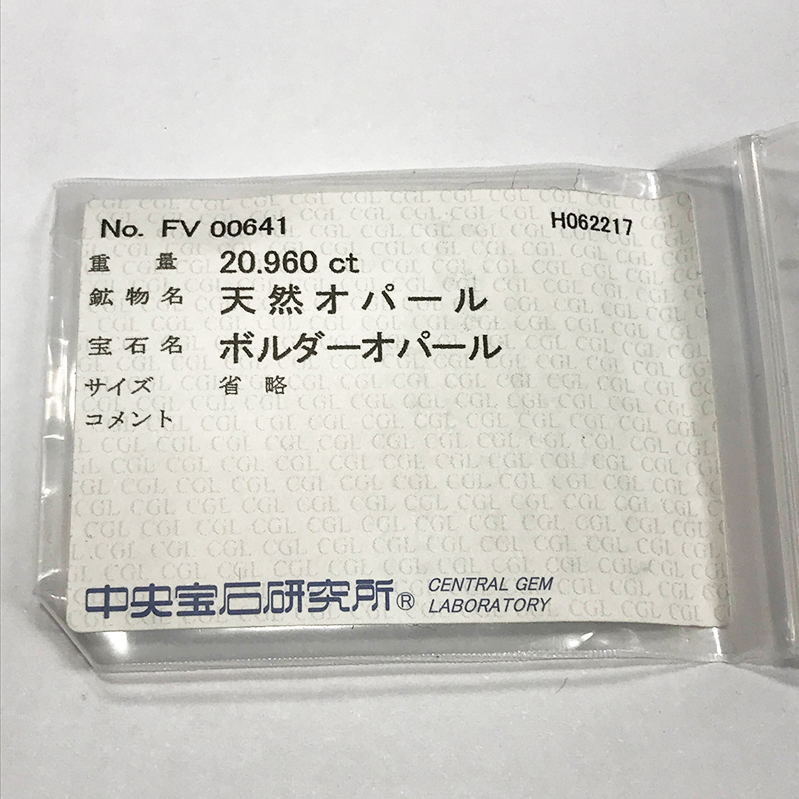 No. FV 00641 H062217
重 量 20.960 ct
鉱 物 名 天然オパール
宝 石 名 ボルダーオパール
サイズ 省 略
コメント
中央宝石研究所® CENTRAL GEM
LABORATORY